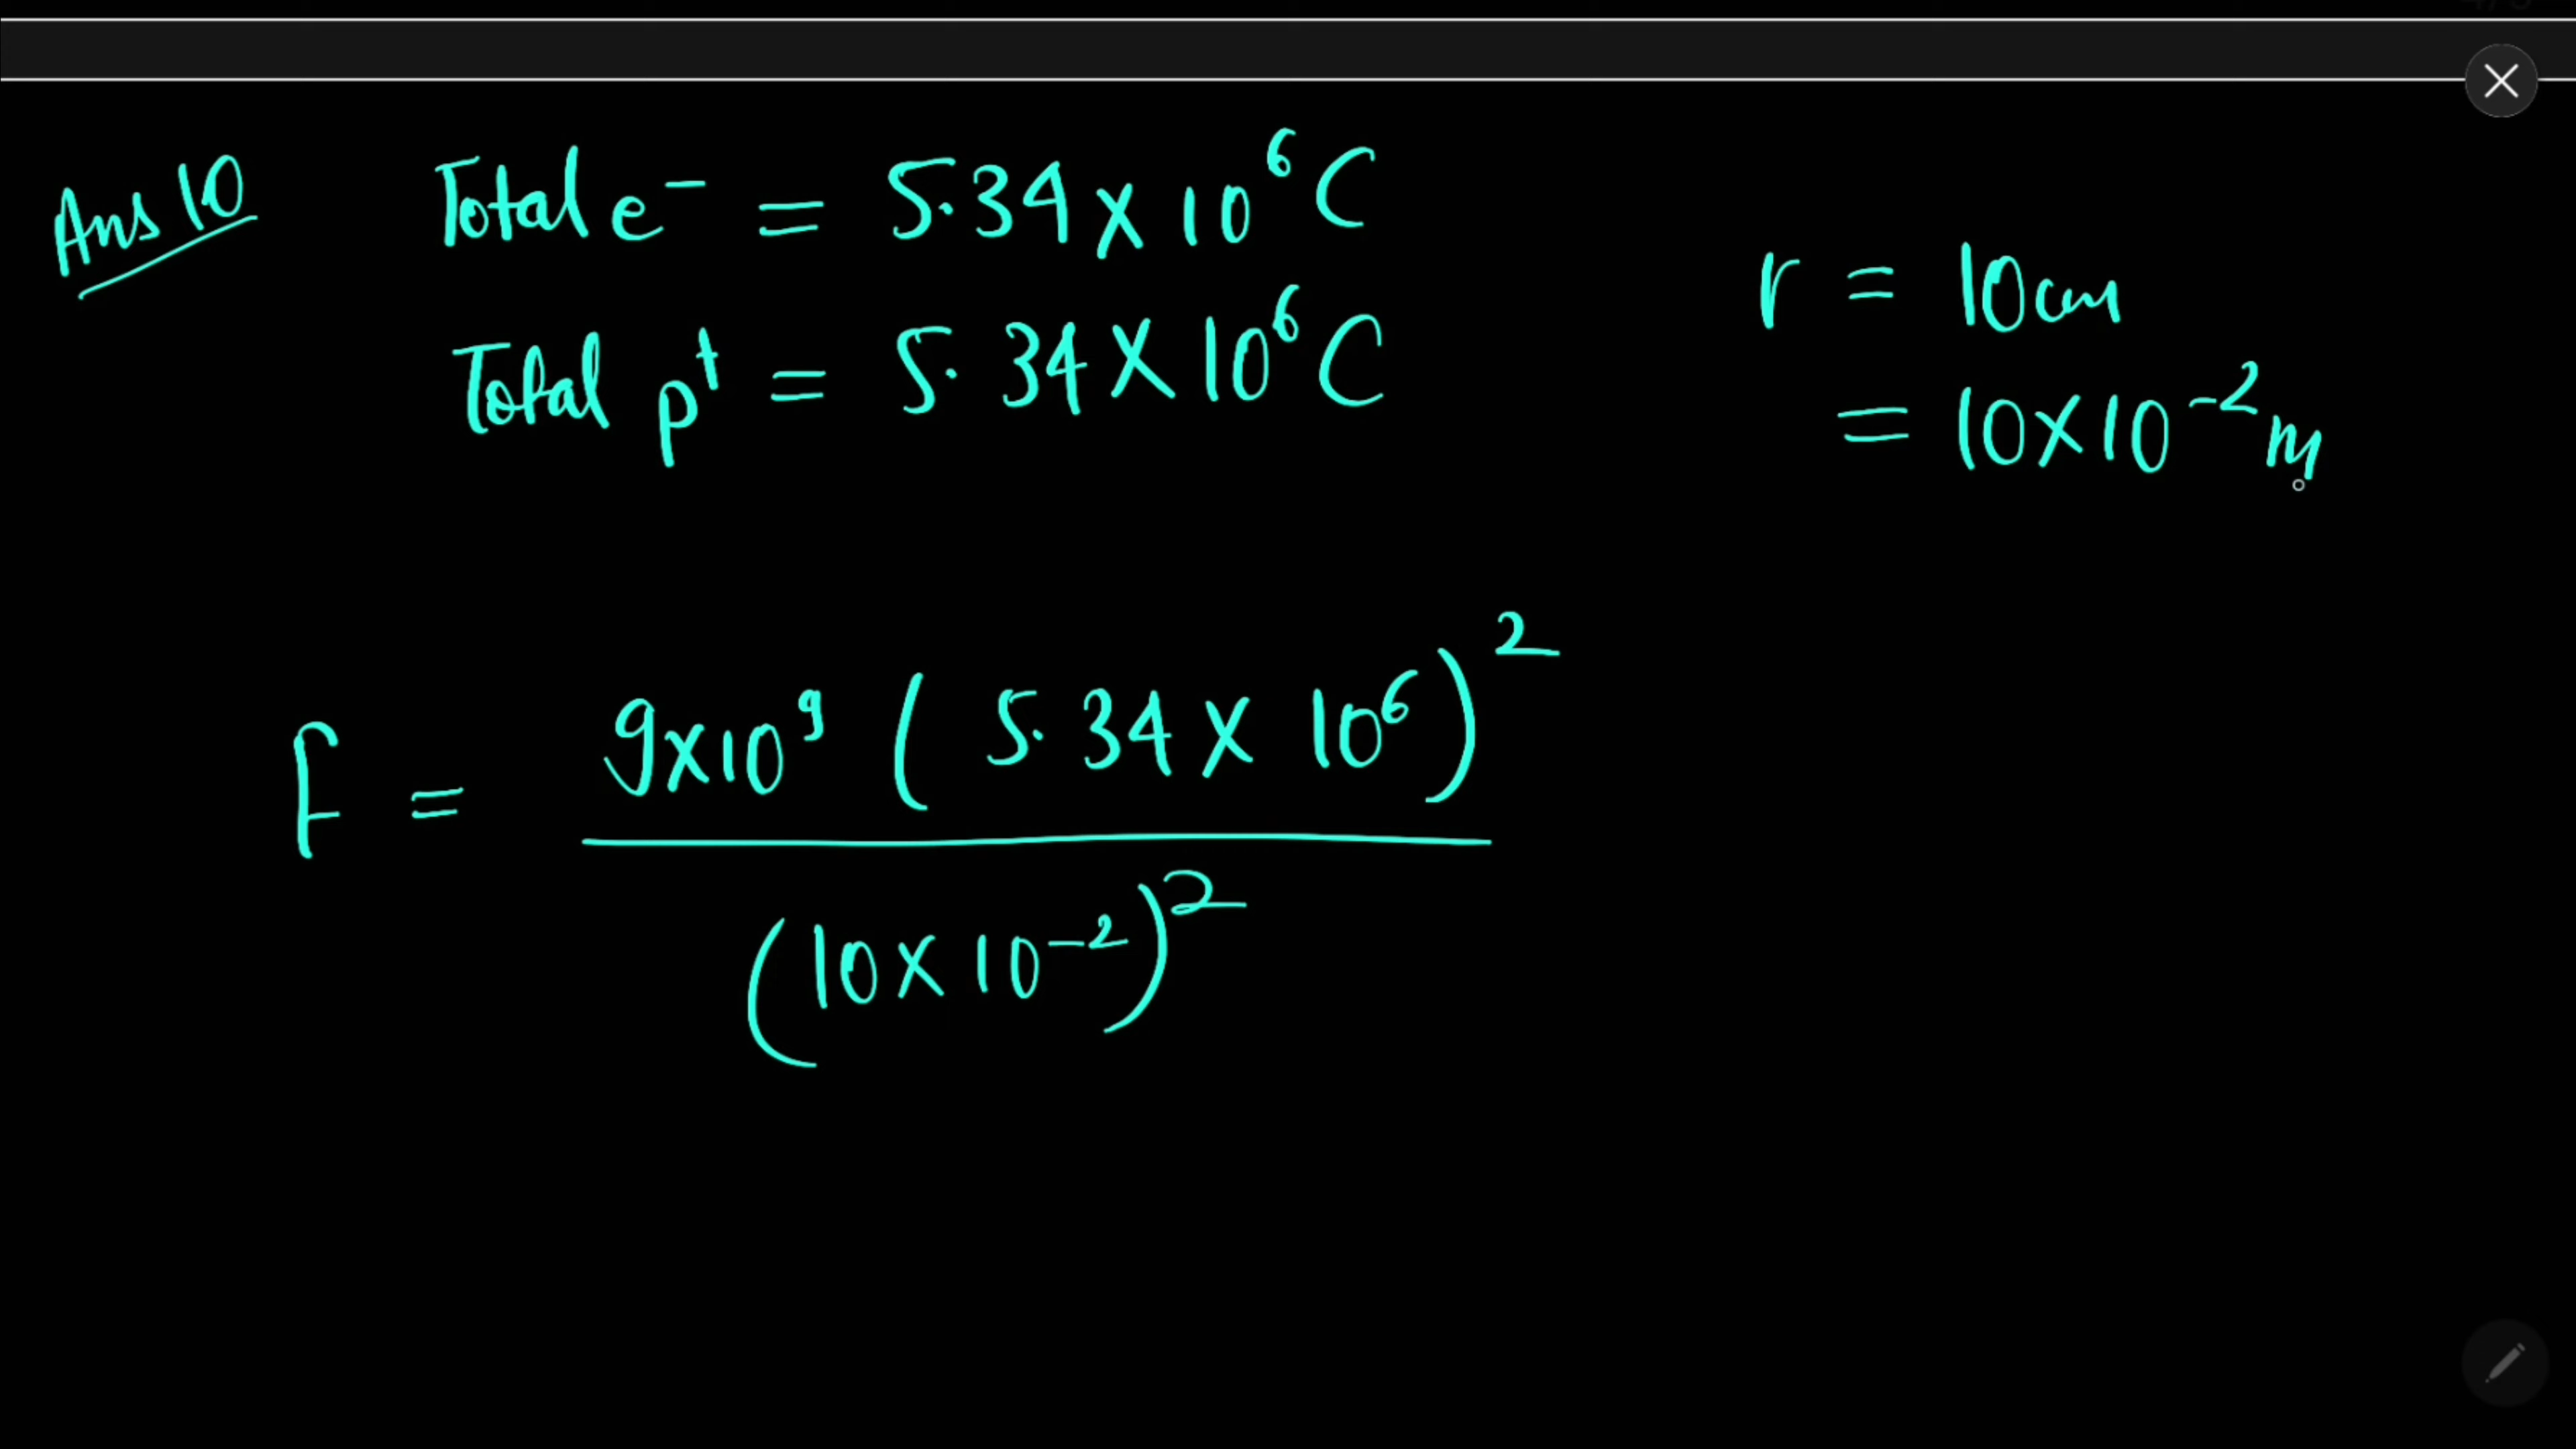 Ans 10
Total e⁻ = 5.34 × 10⁶ C
Total p⁺ = 5.34 × 10⁶ C
r = 10cm
= 10 × 10⁻² m
F = 9×10⁹ ( 5.34 × 10⁶ )²
(10 × 10⁻²)²